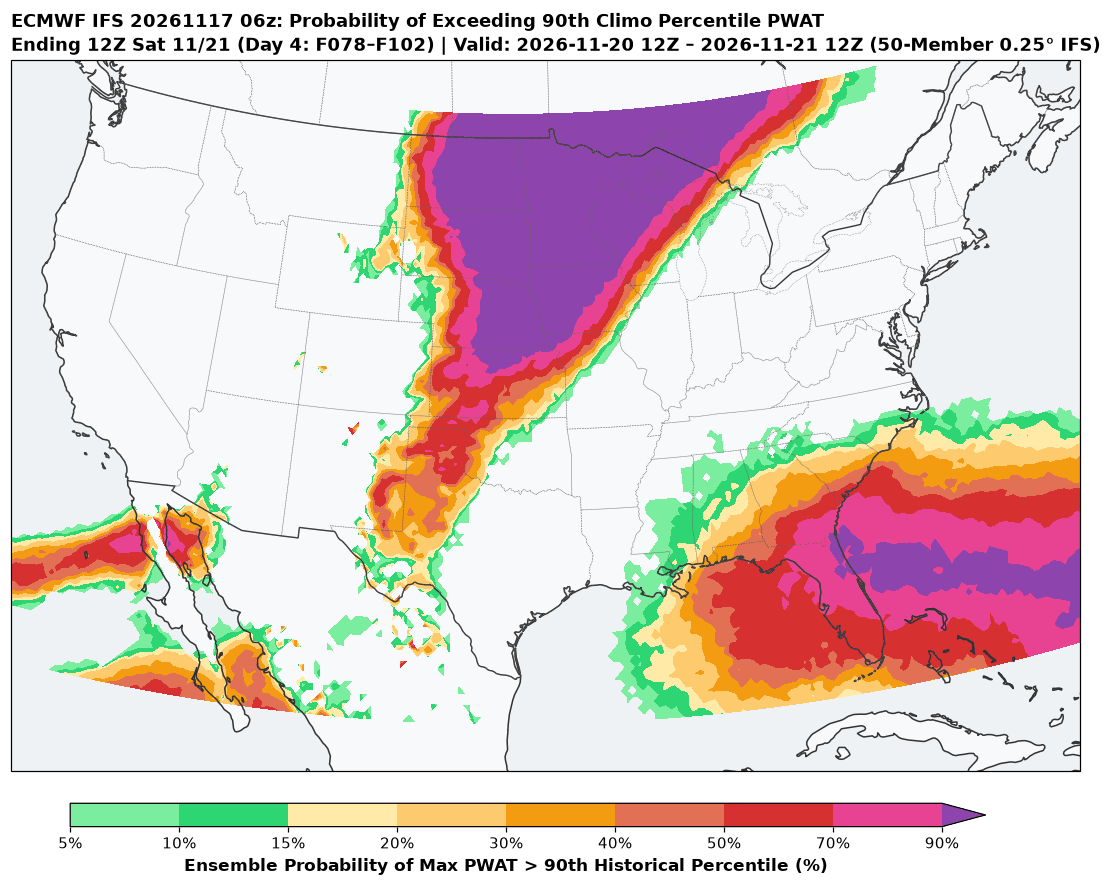 ECMWF IFS 20261117 06z: Probability of Exceeding 90th Climo Percentile PWAT
Ending 12Z Sat 11/21 (Day 4: F078–F102) | Valid: 2026-11-20 12Z – 2026-11-21 12Z (50-Member 0.25° IFS)
5% 10% 15% 20% 30% 40% 50% 70% 90%
Ensemble Probability of Max PWAT > 90th Historical Percentile (%)